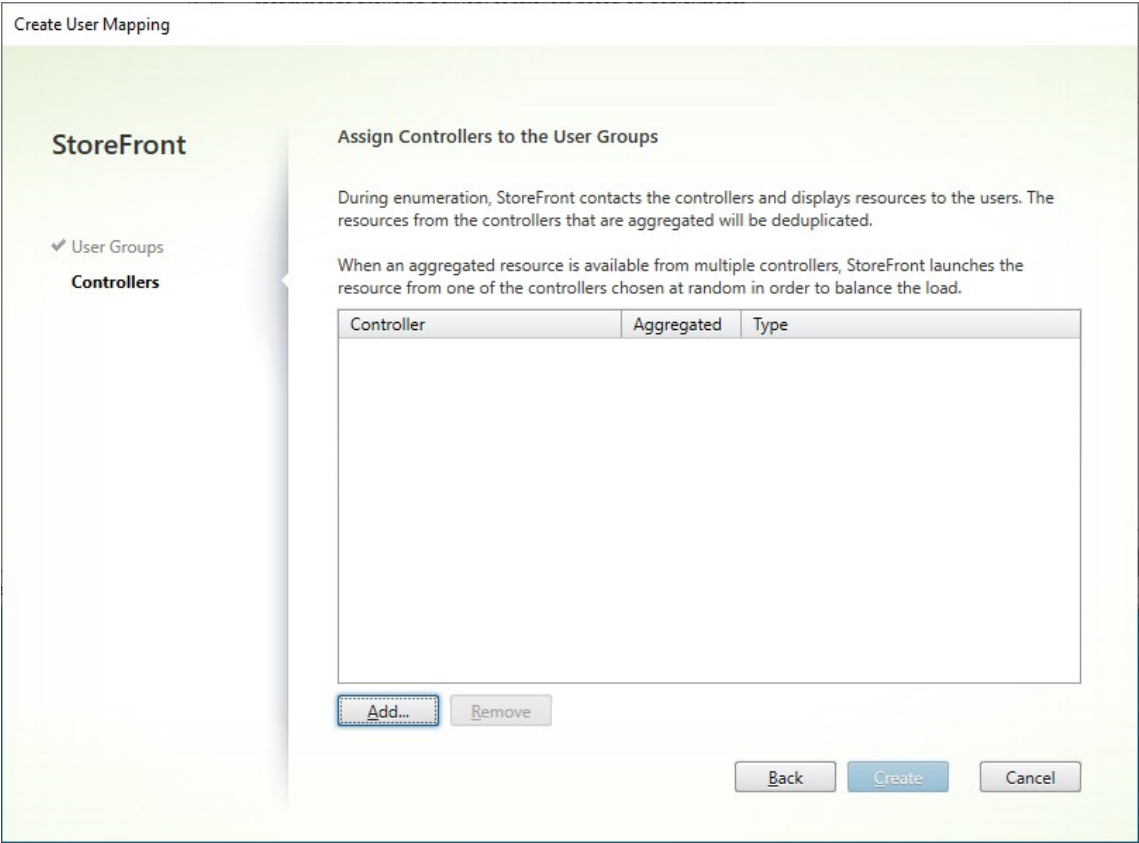 Create User Mapping
StoreFront
✔ User Groups
Controllers
Assign Controllers to the User Groups
During enumeration, StoreFront contacts the controllers and displays resources to the users. The
resources from the controllers that are aggregated will be deduplicated.
When an aggregated resource is available from multiple controllers, StoreFront launches the
resource from one of the controllers chosen at random in order to balance the load.
Controller Aggregated Type
Add... Remove
Back Create Cancel